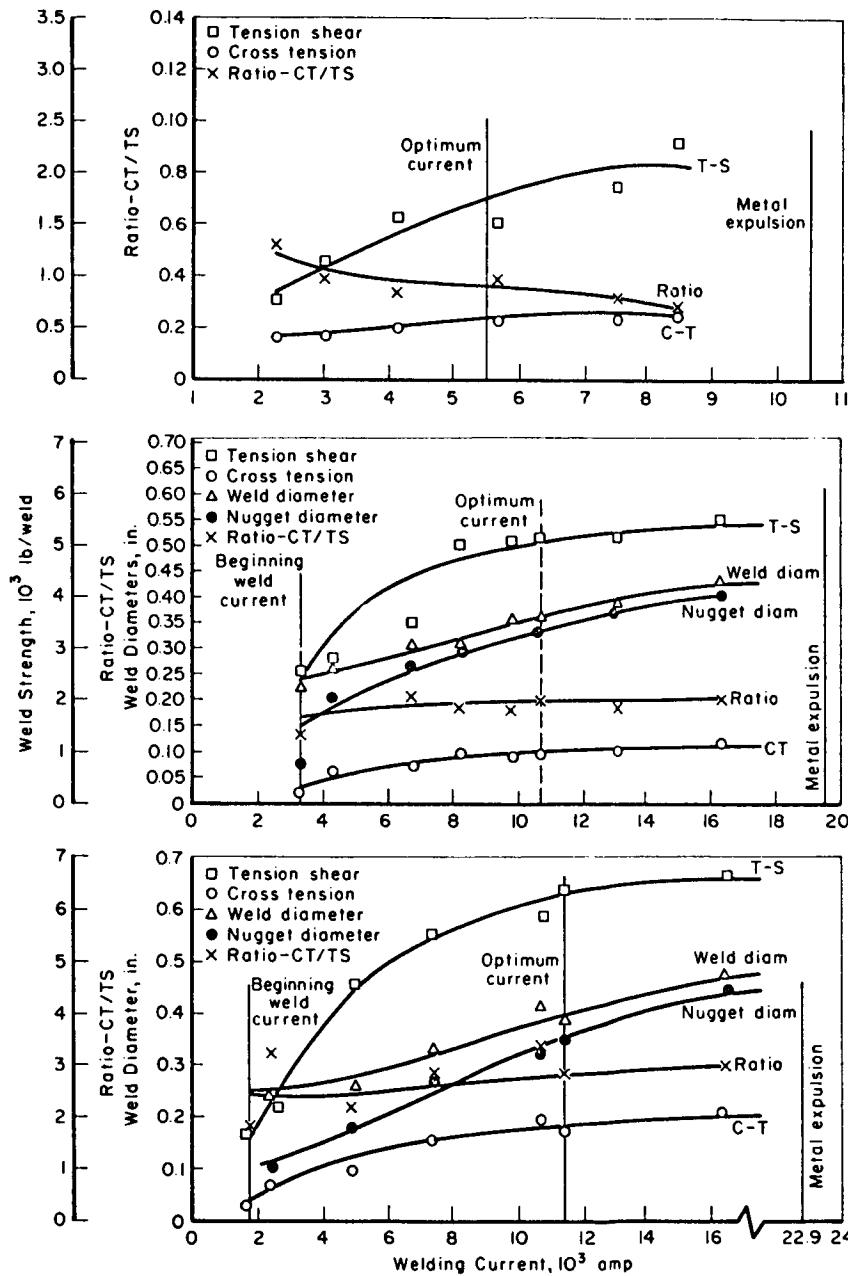 3.5
3.0
2.5
2.0
1.5
1.0
0.5
0
0.14
0.12
0.10
0.8
0.6
0.4
0.2
0
Ratio-CT/TS
Tension shear
Cross tension
Ratio-CT/TS
Optimum
current
T-S
Metal
expulsion
Ratio
C-T
1 2 3 4 5 6 7 8 9 10 11
Weld Strength, 10³ lb/weld
7
6
5
4
3
2
1
0
Ratio-CT/TS
Weld Diameters, in.
0.70
0.65
0.60
0.55
0.50
0.45
0.40
0.35
0.30
0.25
0.20
0.15
0.10
0.05
0
Tension shear
Cross tension
Weld diameter
Nugget diameter
Ratio-CT/TS
Beginning
weld
current
Optimum
current
T-S
Weld diam
Nugget diam
Ratio
CT
Metal expulsion
0 2 4 6 8 10 12 14 16 18 20
7
6
5
4
3
2
1
0
Ratio-CT/TS
Weld Diameter, in.
0.7
0.6
0.5
0.4
0.3
0.2
0.1
0
Tension shear
Cross tension
Weld diameter
Nugget diameter
Ratio-CT/TS
Beginning
weld
current
Optimum
current
T-S
Weld diam
Nugget diam
Ratio
C-T
Metal expulsion
0 2 4 6 8 10 12 14 16 22.9 24
Welding Current, 10³ amp